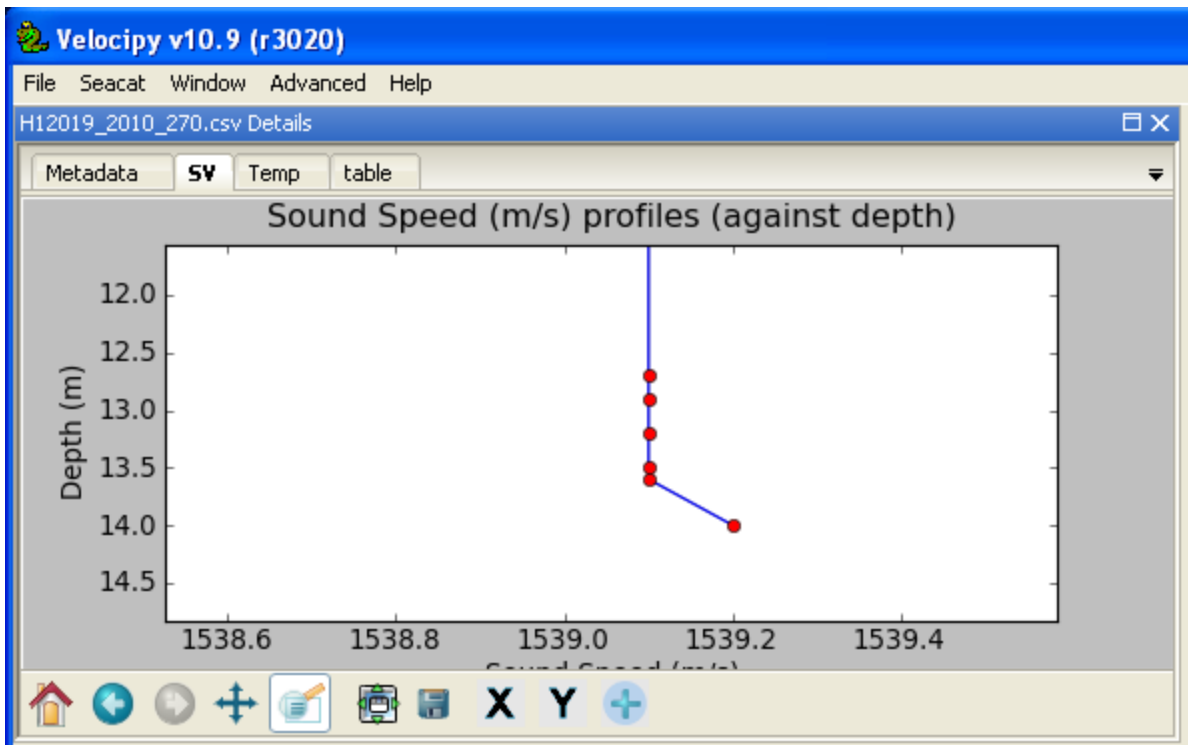 Velocipy v10.9 (r3020)
File Seacat Window Advanced Help
H12019_2010_270.csv Details
Metadata SV Temp table
Sound Speed (m/s) profiles (against depth)
12.0
12.5
13.0
13.5
14.0
14.5
Depth (m)
1538.6 1538.8 1539.0 1539.2 1539.4
Sound Speed (m/s)
X Y